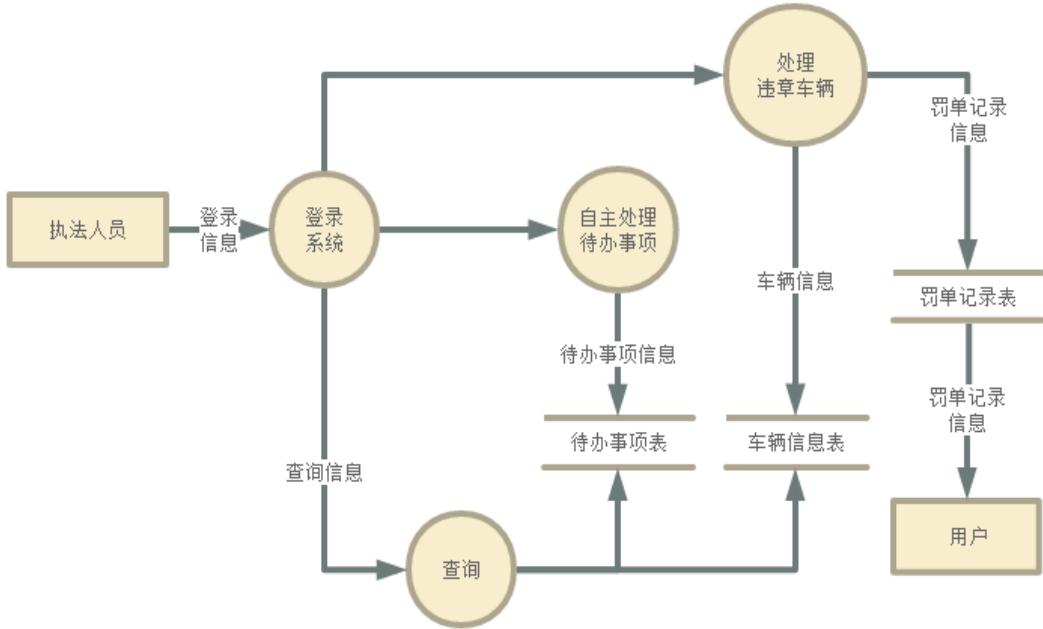 处理
违章车辆
罚单记录
信息
执法人员
登录
信息
登录
系统
自主处理
待办事项
车辆信息
罚单记录表
待办事项信息
罚单记录
信息
待办事项表
车辆信息表
查询信息
用户
查询